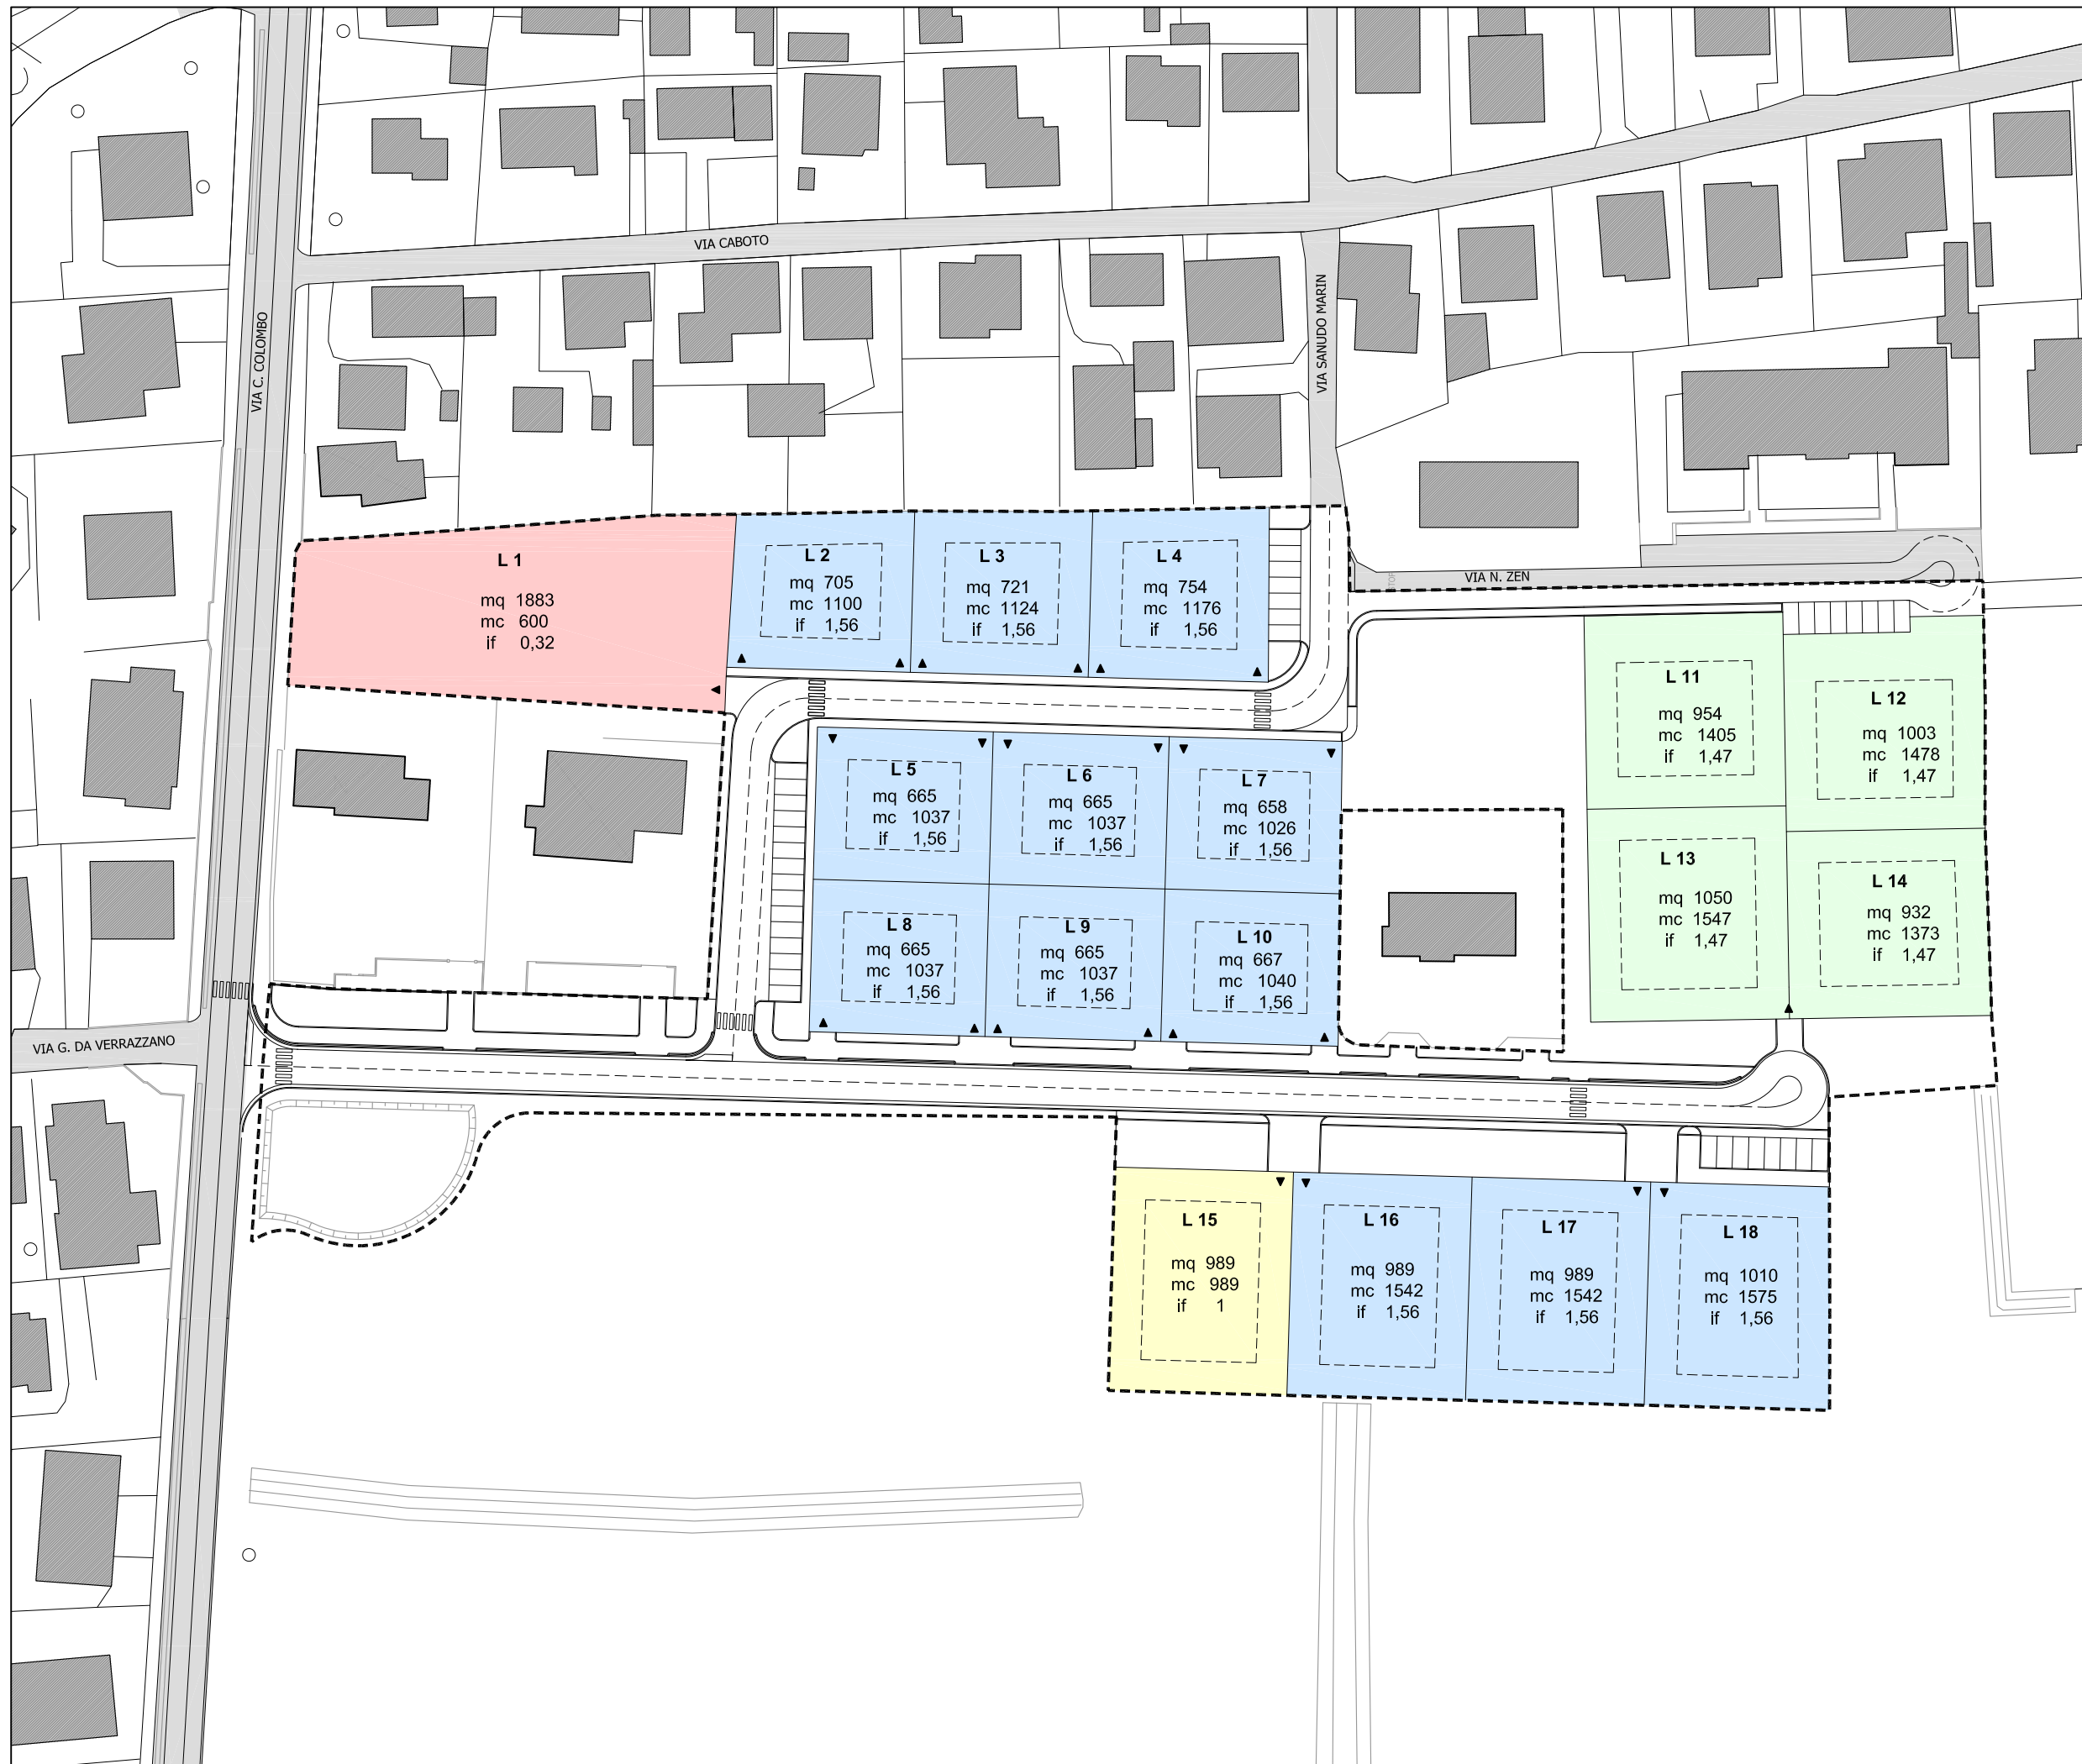 VIA CABOTO
VIA C. COLOMBO
VIA SANUDO MARIN
VIA N. ZEN
VIA G. DA VERRAZZANO
L 1
mq 1883
mc 600
if 0,32
L 2
mq 705
mc 1100
if 1,56
L 3
mq 721
mc 1124
if 1,56
L 4
mq 754
mc 1176
if 1,56
L 5
mq 665
mc 1037
if 1,56
L 6
mq 665
mc 1037
if 1,56
L 7
mq 658
mc 1026
if 1,56
L 8
mq 665
mc 1037
if 1,56
L 9
mq 665
mc 1037
if 1,56
L 10
mq 667
mc 1040
if 1,56
L 11
mq 954
mc 1405
if 1,47
L 12
mq 1003
mc 1478
if 1,47
L 13
mq 1050
mc 1547
if 1,47
L 14
mq 932
mc 1373
if 1,47
L 15
mq 989
mc 989
if 1
L 16
mq 989
mc 1542
if 1,56
L 17
mq 989
mc 1542
if 1,56
L 18
mq 1010
mc 1575
if 1,56